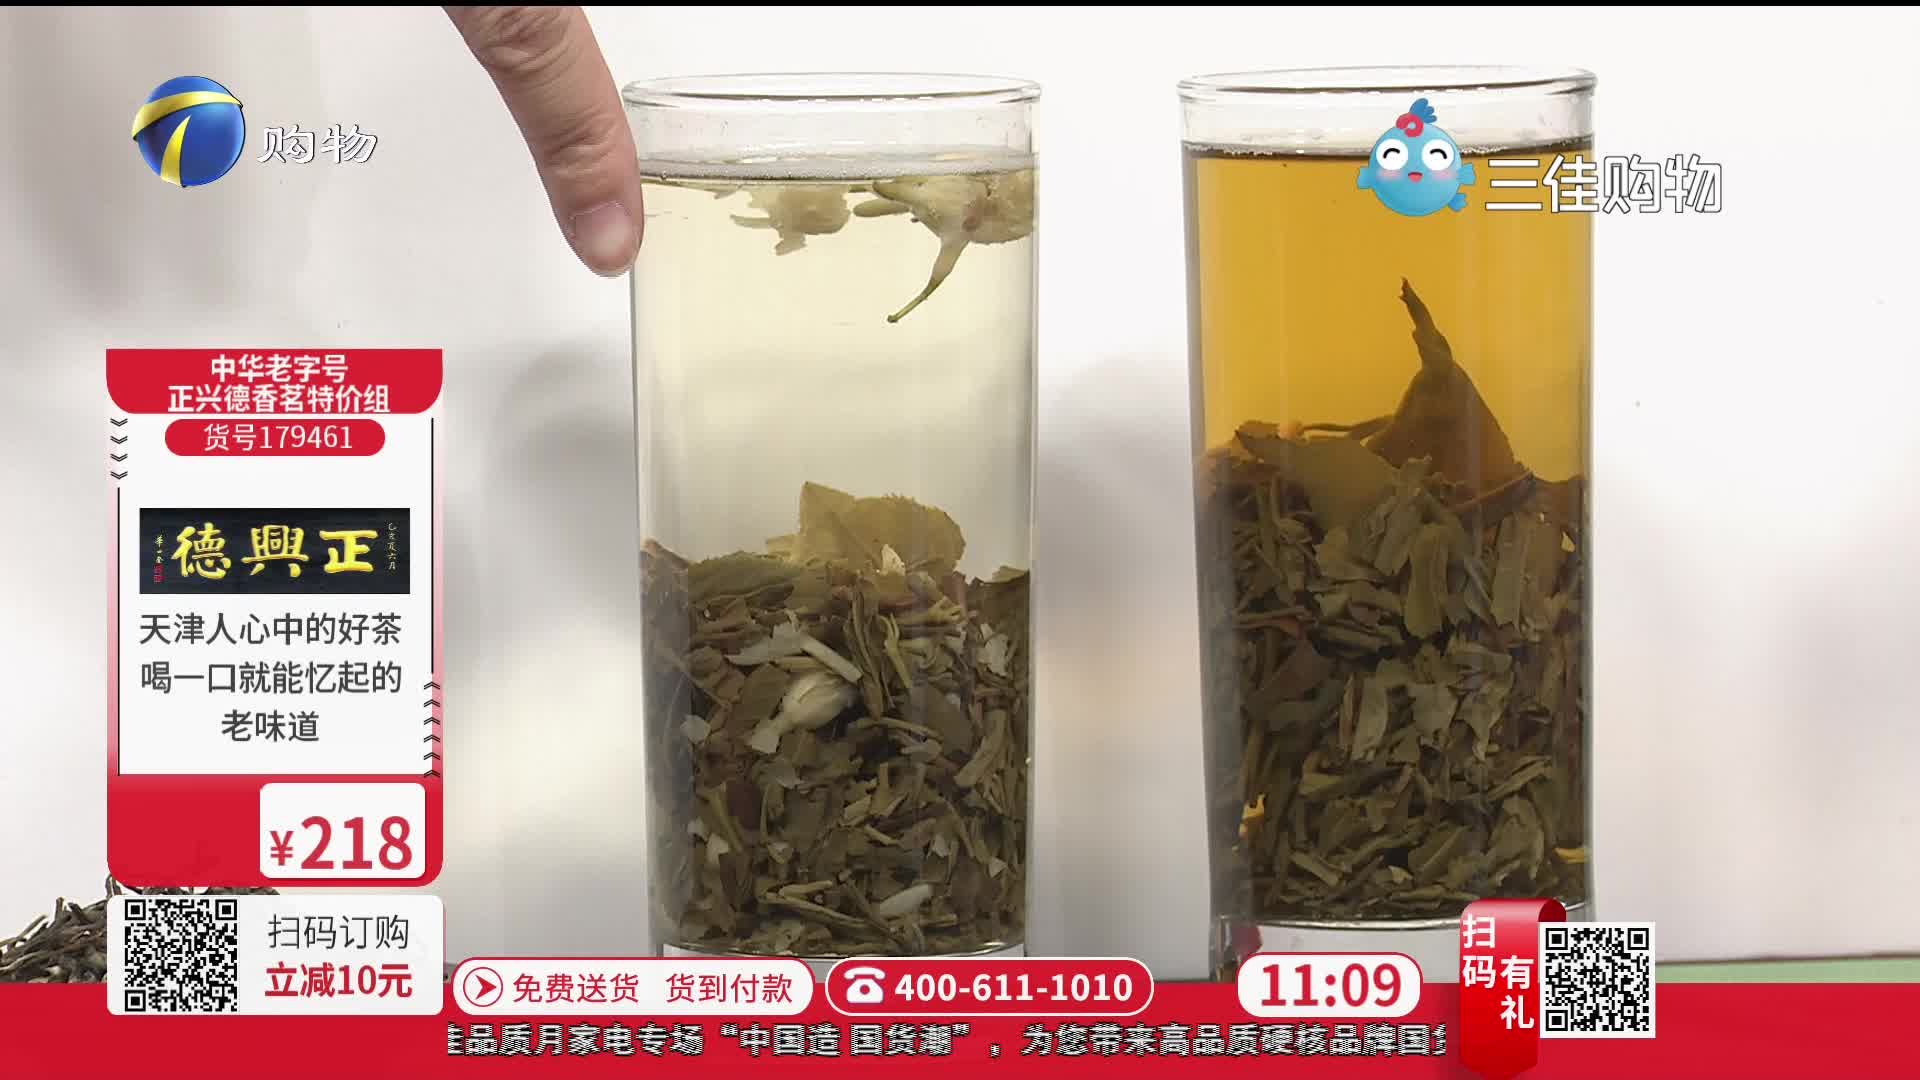 购物
三佳购物
中华老字号
正兴德香茗特价组
货号179461
德興正
天津人心中的好茶
喝一口就能忆起的
老味道
¥218
扫码订购
立减10元
免费送货 货到付款
400-611-1010
11:09
扫码有礼
佳品质月家电专场“中国造 国货潮”，为您带来高品质硬核品牌国货